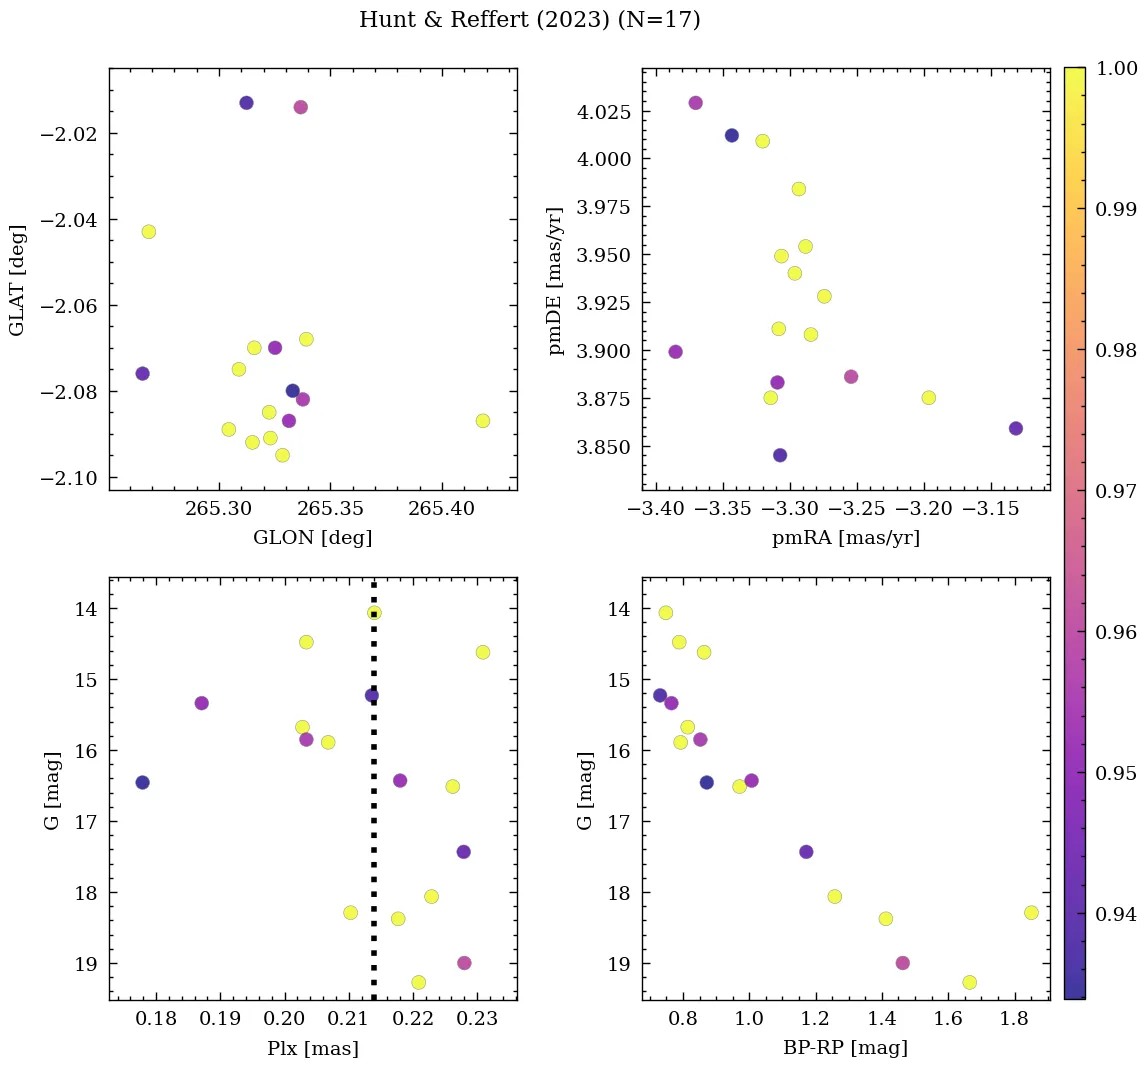 Hunt & Reffert (2023) (N=17)
−2.02
−2.04
−2.06
−2.08
−2.10
GLAT [deg]
265.30 265.35 265.40
GLON [deg]
4.025
4.000
3.975
3.950
3.925
3.900
3.875
3.850
pmDE [mas/yr]
−3.40 −3.35 −3.30 −3.25 −3.20 −3.15
pmRA [mas/yr]
14
15
16
17
18
19
G [mag]
0.18 0.19 0.20 0.21 0.22 0.23
Plx [mas]
14
15
16
17
18
19
G [mag]
0.8 1.0 1.2 1.4 1.6 1.8
BP-RP [mag]
1.00
0.99
0.98
0.97
0.96
0.95
0.94